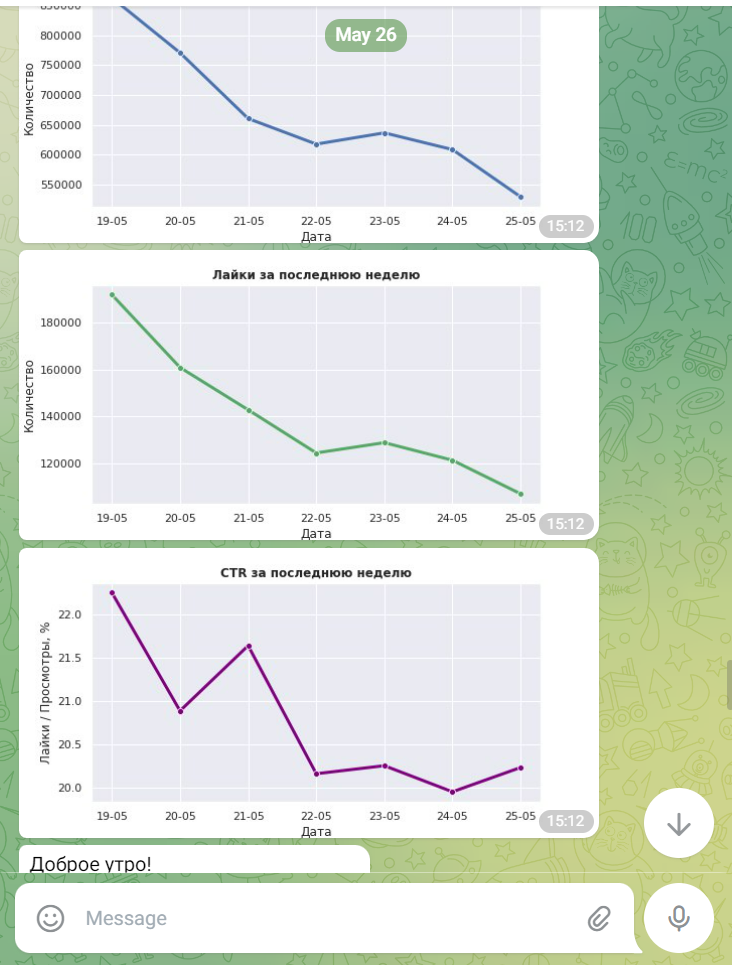 850000
May 26
800000
750000
700000
650000
600000
550000
Количество
19-05 20-05 21-05 22-05 23-05 24-05 25-05
15:12
Дата
Лайки за последнюю неделю
180000
160000
140000
120000
Количество
19-05 20-05 21-05 22-05 23-05 24-05 25-05
15:12
Дата
CTR за последнюю неделю
22.0
21.5
21.0
20.5
20.0
Лайки / Просмотры, %
19-05 20-05 21-05 22-05 23-05 24-05 25-05
15:12
Дата
Доброе утро!
Message
E=mc²